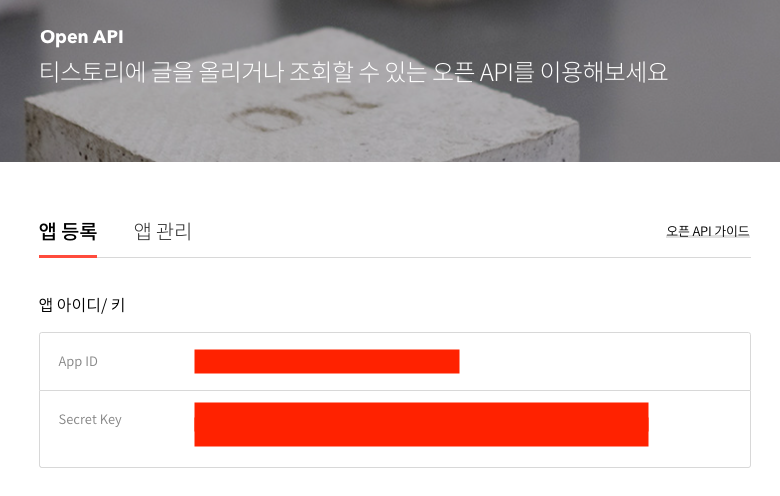 Open API
티스토리에 글을 올리거나 조회할 수 있는 오픈 API를 이용해보세요
앱 등록 앱 관리 오픈 API 가이드
앱 아이디/ 키
App ID
Secret Key